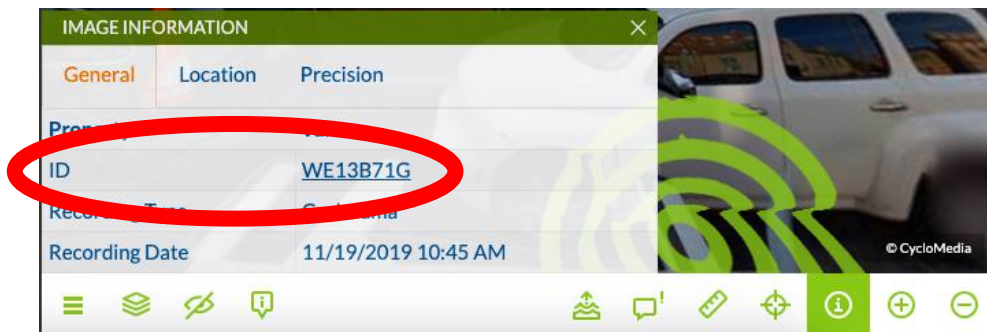 IMAGE INFORMATION
General Location Precision
ID WE13B71G
Recording Date 11/19/2019 10:45 AM
© CycloMedia